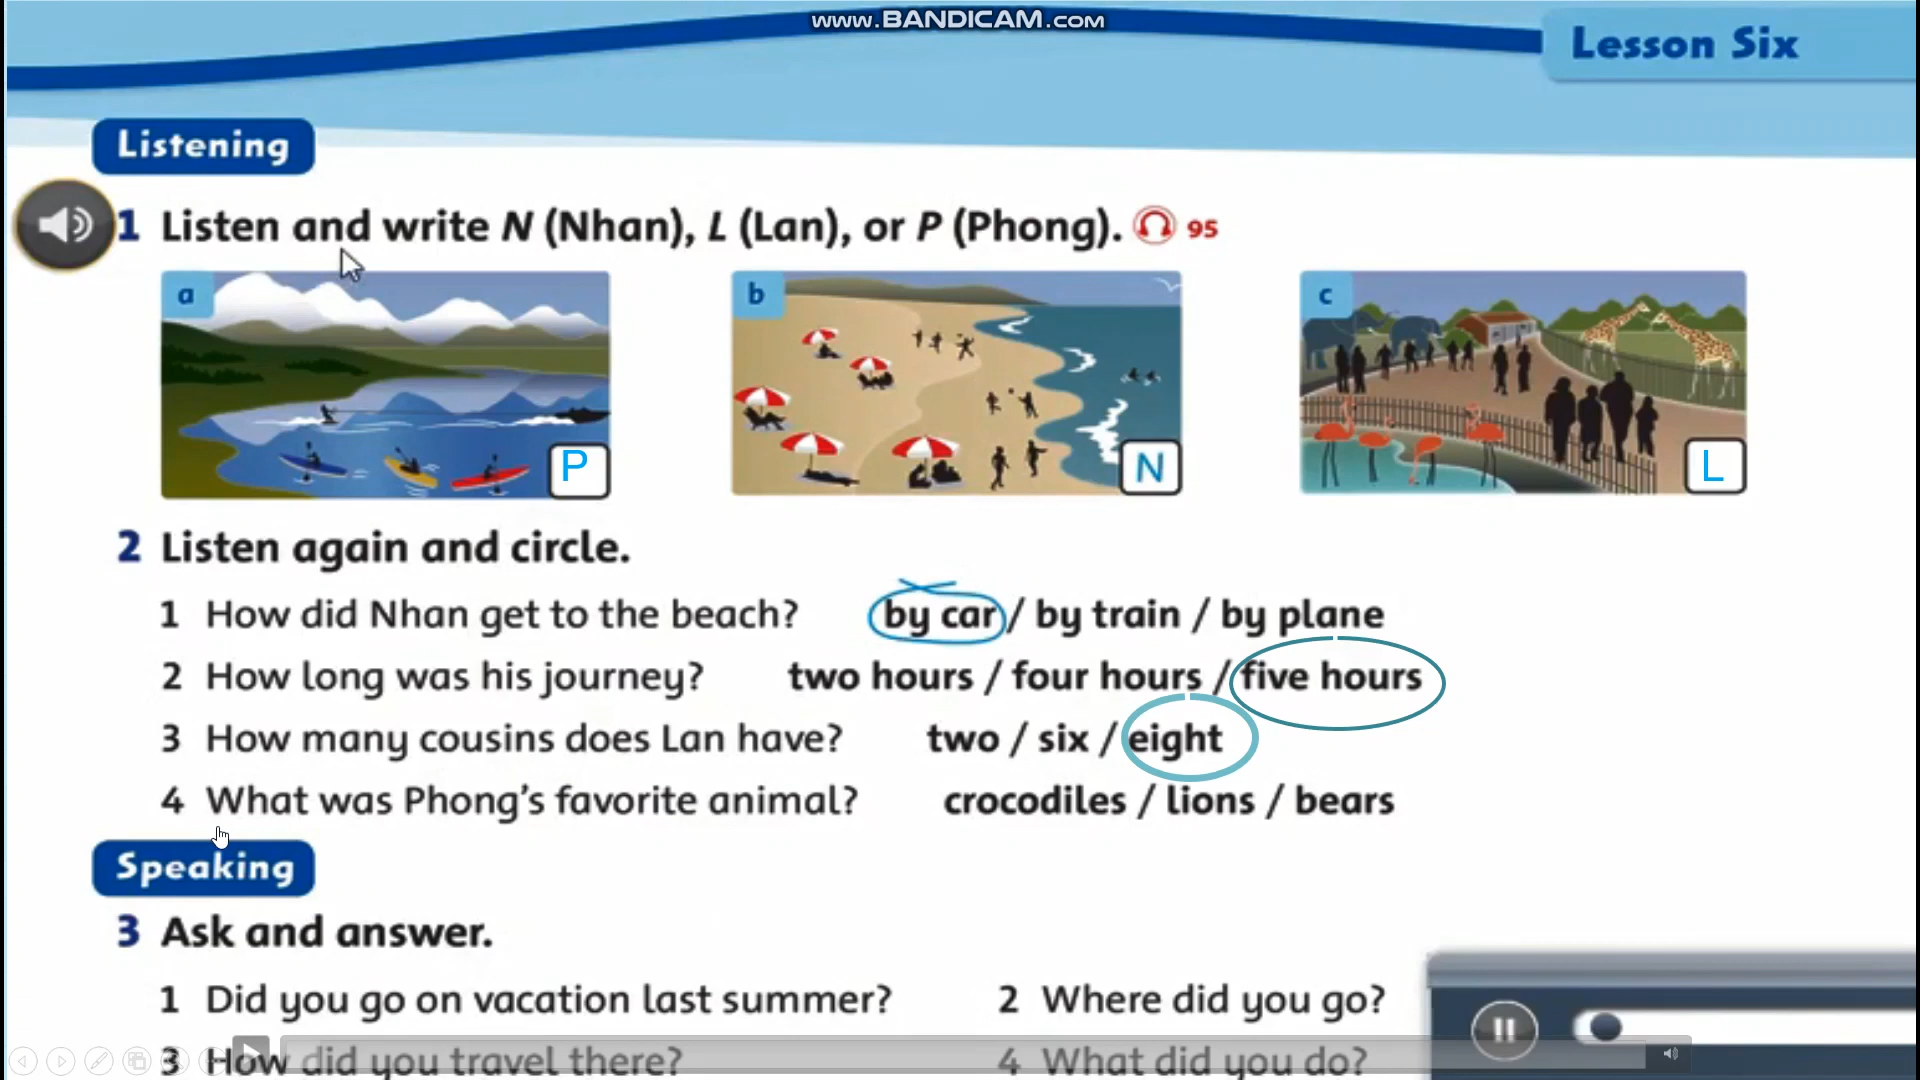 www.BANDICAM.com
Lesson Six
Listening
1 Listen and write N (Nhan), L (Lan), or P (Phong). 95
a
b
c
P
N
L
2 Listen again and circle.
1 How did Nhan get to the beach? by car / by train / by plane
2 How long was his journey? two hours / four hours / five hours
3 How many cousins does Lan have? two / six / eight
4 What was Phong's favorite animal? crocodiles / lions / bears
Speaking
3 Ask and answer.
1 Did you go on vacation last summer? 2 Where did you go?
3 How did you travel there? 4 What did you do?